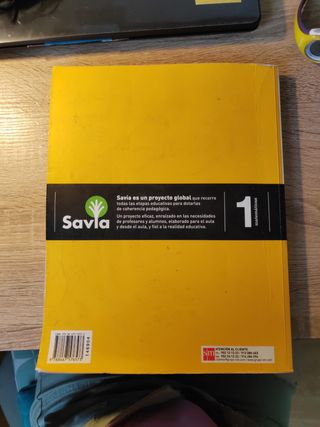 Savia
Savia es un proyecto global que recorre
todas las etapas educativas para dotarlas
de coherencia pedagógica.
Un proyecto eficaz, enraizado en las necesidades
de profesores y alumnos, elaborado para el aula
y desde el aula, y fiel a la realidad educativa.
1
MATEMÁTICAS
146904
sm
ATENCIÓN AL CLIENTE